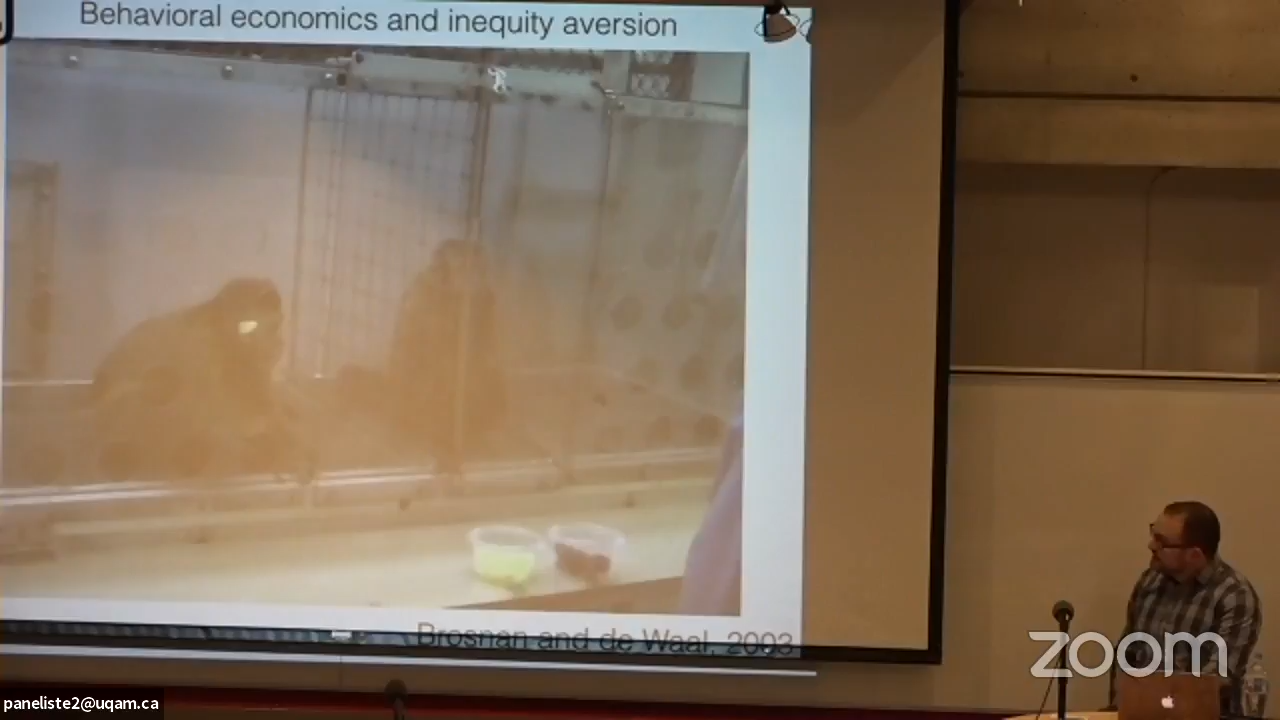 Behavioral economics and inequity aversion
Brosnan and de Waal, 2003
zoom
paneliste2@uqam.ca